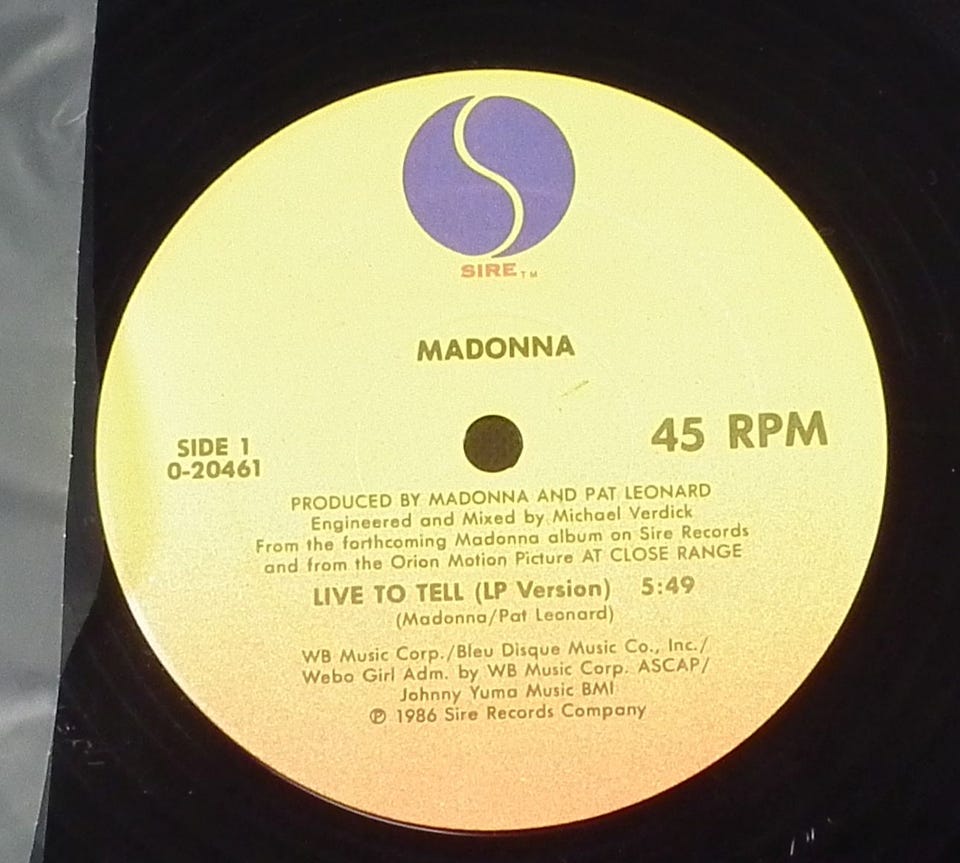 SIRE TM
MADONNA
SIDE 1
0-20461
45 RPM
PRODUCED BY MADONNA AND PAT LEONARD
Engineered and Mixed by Michael Verdick
From the forthcoming Madonna album on Sire Records
and from the Orion Motion Picture AT CLOSE RANGE
LIVE TO TELL (LP Version) 5:49
(Madonna/Pat Leonard)
WB Music Corp./Bleu Disque Music Co., Inc./
Webo Girl Adm. by WB Music Corp. ASCAP/
Johnny Yuma Music BMI
℗ 1986 Sire Records Company